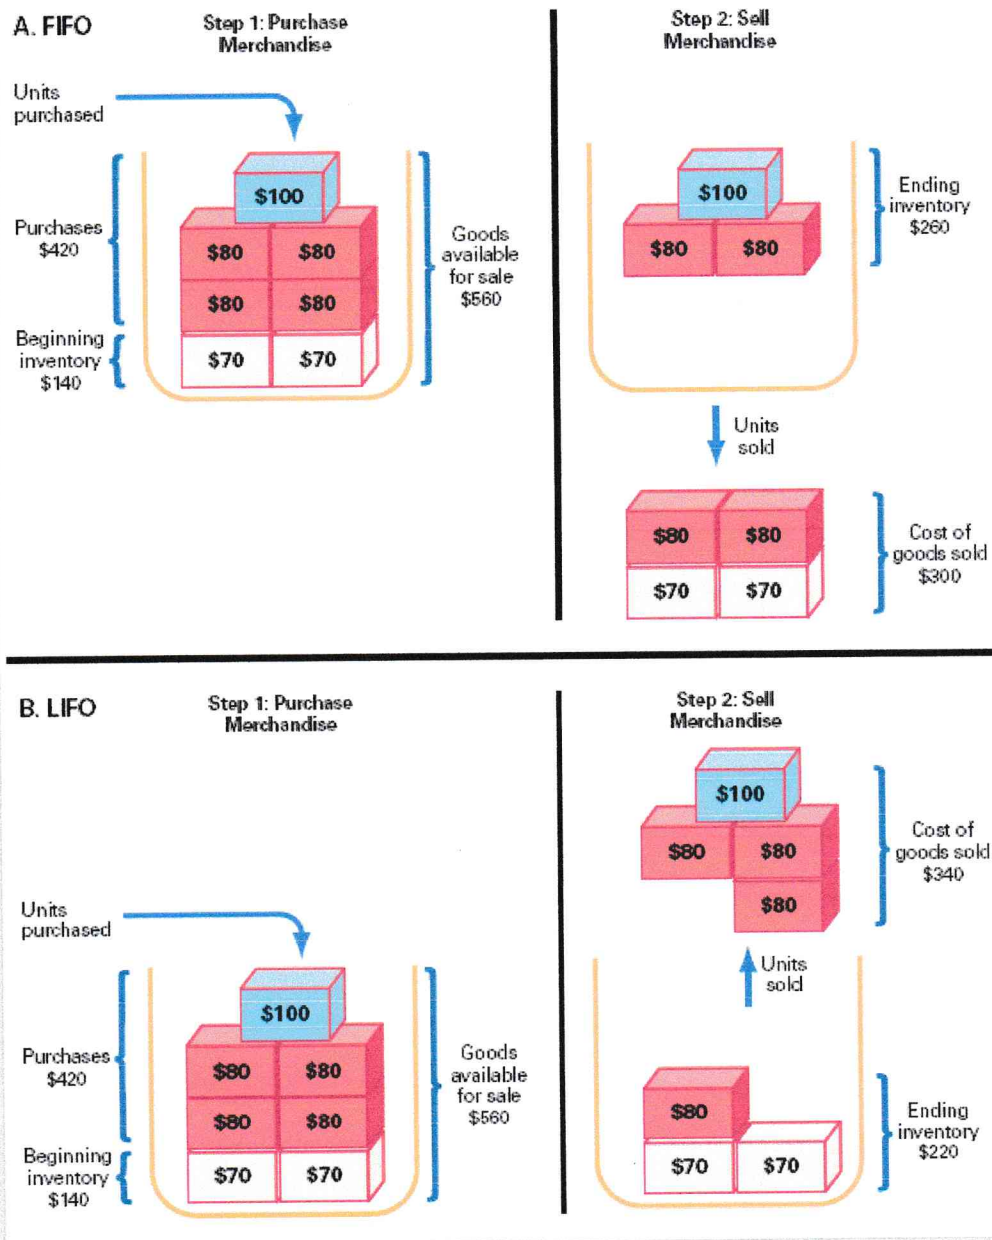 A. FIFO
Step 1: Purchase
Merchandise
Units
purchased
$100
$80 $80
$80 $80
$70 $70
Purchases
$420
Beginning
inventory
$140
Goods
available
for sale
$560
Step 2: Sell
Merchandise
$100
$80 $80
Ending
inventory
$260
Units
sold
$80 $80
$70 $70
Cost of
goods sold
$300
B. LIFO
Step 1: Purchase
Merchandise
Units
purchased
$100
$80 $80
$80 $80
$70 $70
Purchases
$420
Beginning
inventory
$140
Goods
available
for sale
$560
Step 2: Sell
Merchandise
$100
$80 $80
$80
Cost of
goods sold
$340
Units
sold
$80
$70 $70
Ending
inventory
$220